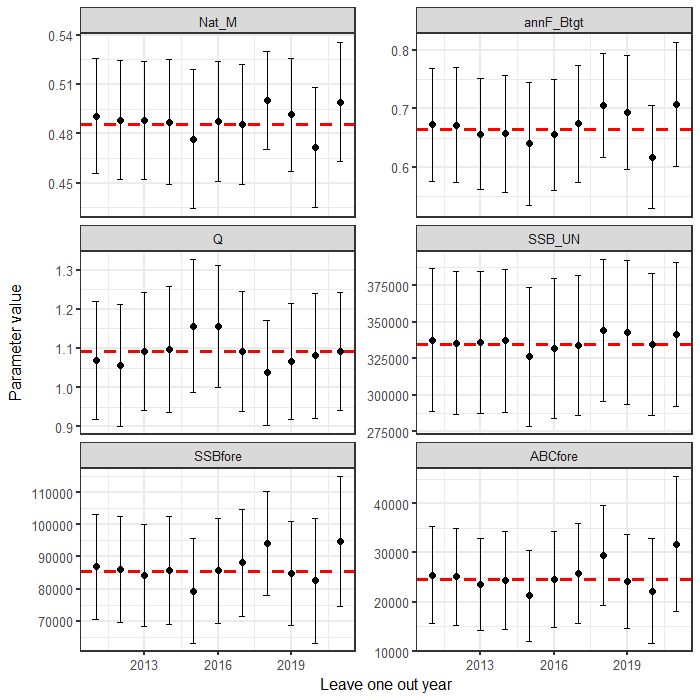 Nat_M
annF_Btgt
0.54
0.51
0.48
0.45
0.8
0.7
0.6
Q
SSB_UN
1.3
1.2
1.1
1.0
0.9
375000
350000
325000
300000
275000
Parameter value
SSBfore
ABCfore
110000
100000
90000
80000
70000
40000
30000
20000
10000
2013 2016 2019
2013 2016 2019
Leave one out year